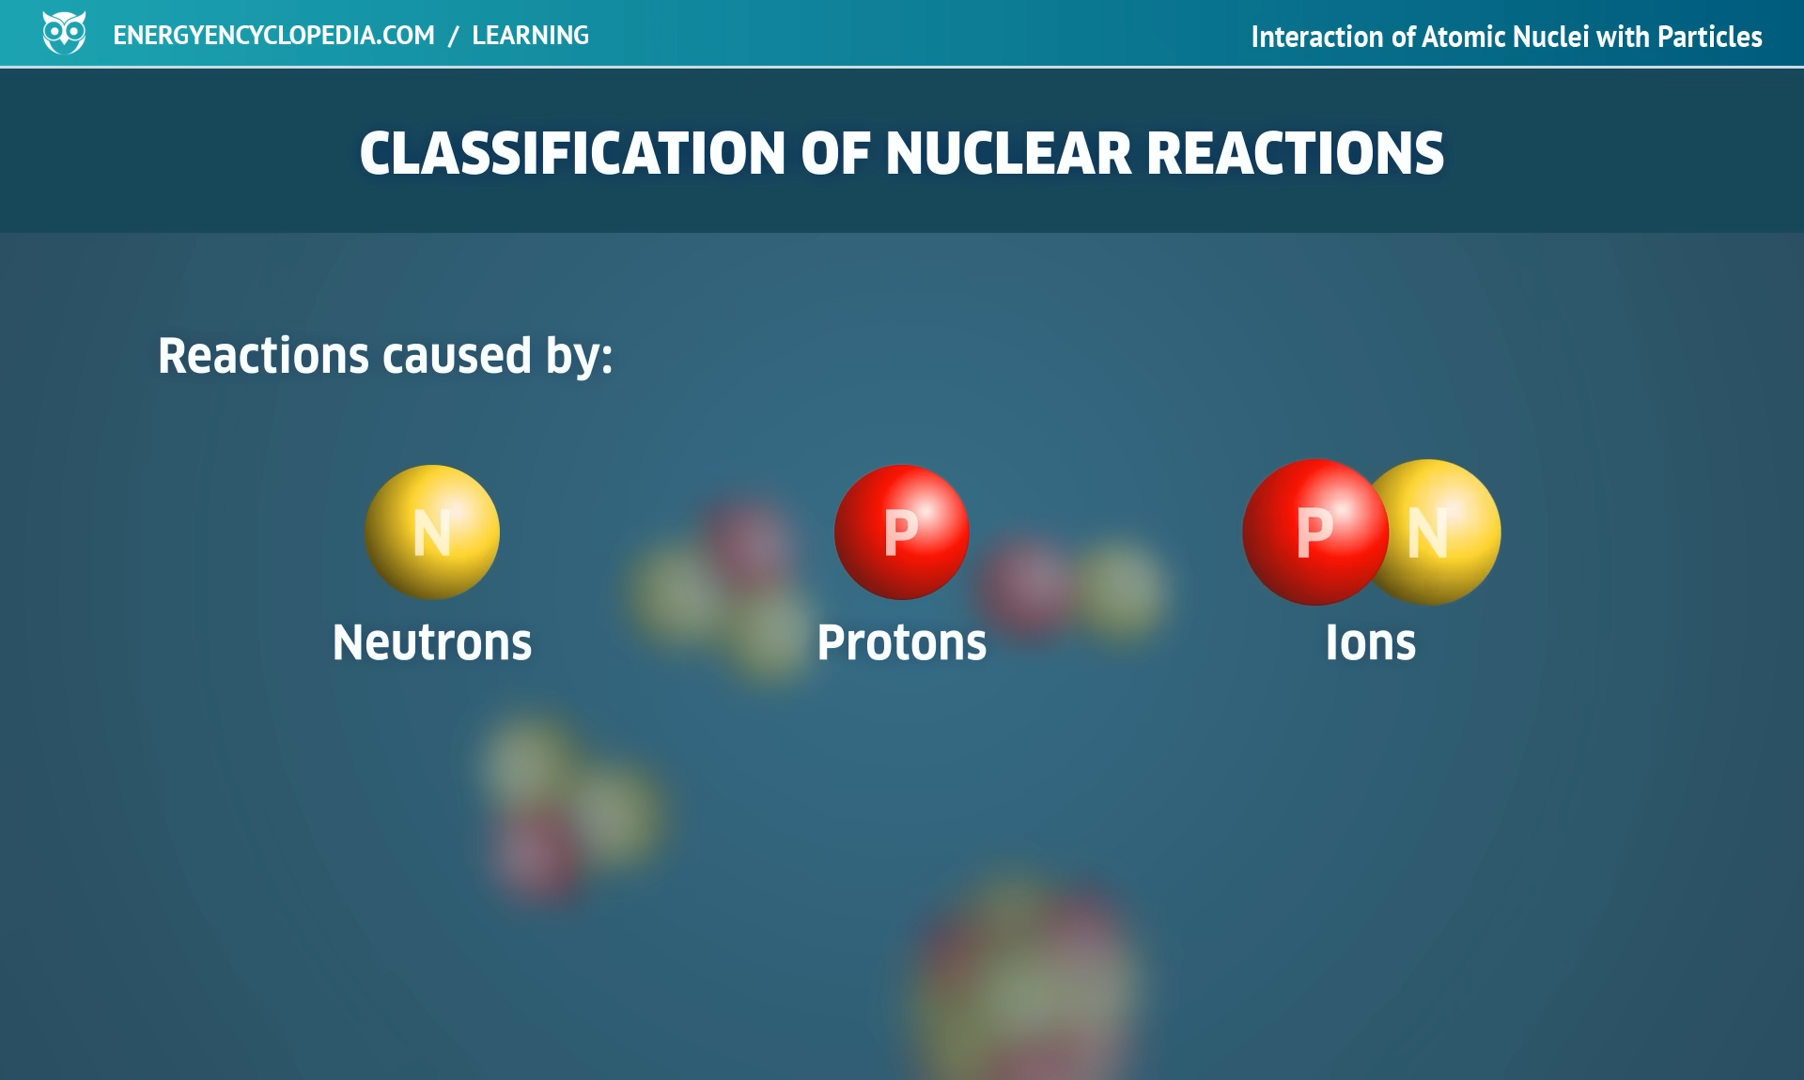 ENERGYENCYCLOPEDIA.COM / LEARNING
Interaction of Atomic Nuclei with Particles
CLASSIFICATION OF NUCLEAR REACTIONS
Reactions caused by:
N
P
P N
Neutrons
Protons
Ions